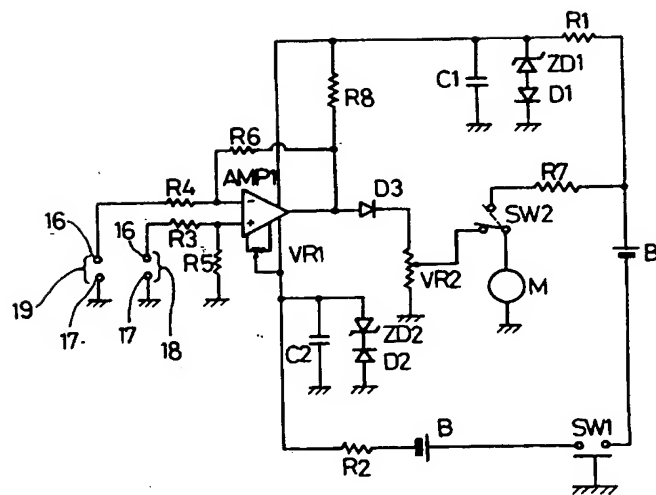 R1
C1
ZD1
D1
R8
R6
AMP1
R4
D3
R7
SW2
16
R3
16
R5
VR1
VR2
M
B
19
17
17
18
C2
ZD2
D2
B
SW1
R2